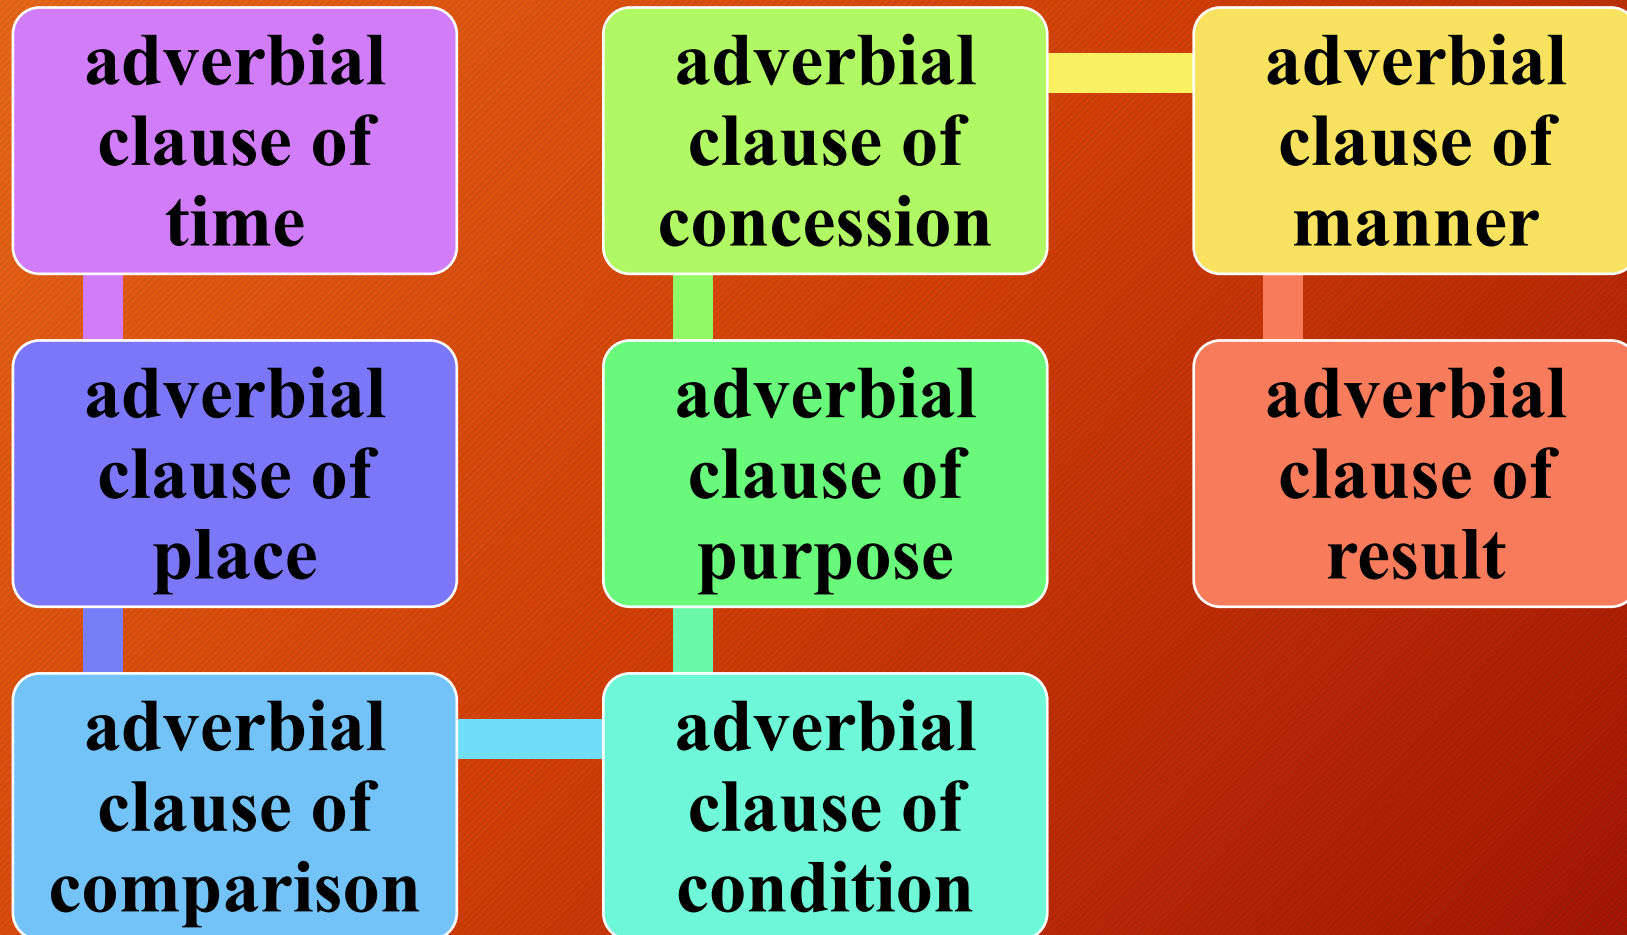 adverbial
clause of
time
adverbial
clause of
place
adverbial
clause of
comparison
adverbial
clause of
condition
adverbial
clause of
purpose
adverbial
clause of
concession
adverbial
clause of
manner
adverbial
clause of
result